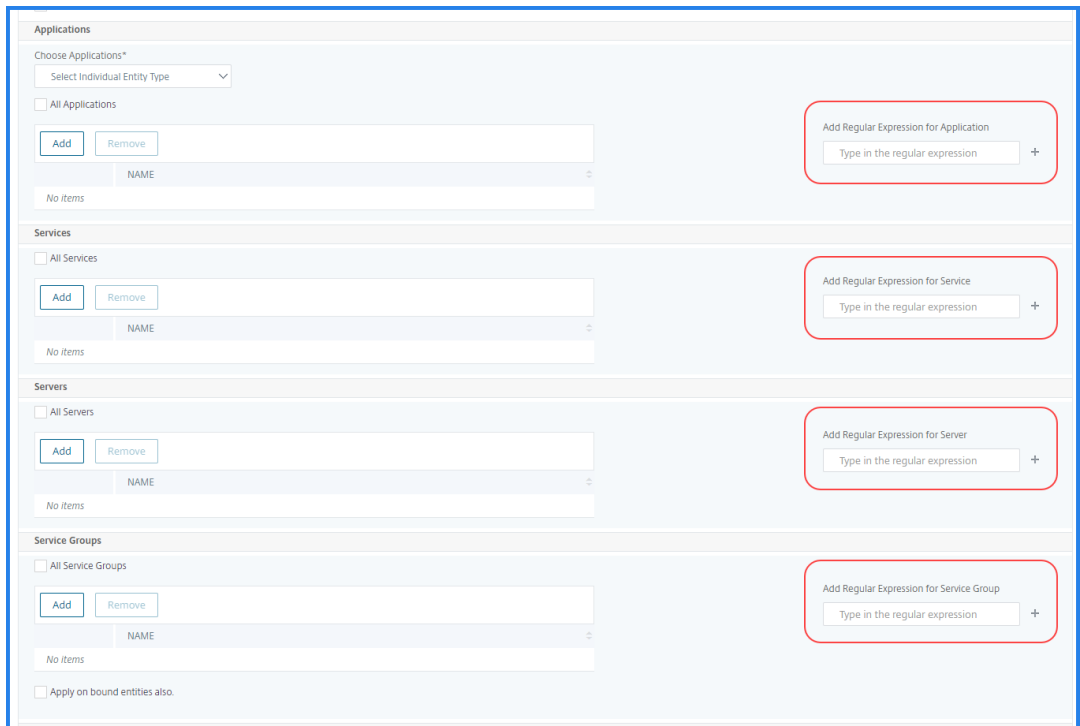 Applications
Choose Applications*
Select Individual Entity Type
All Applications
Add Regular Expression for Application
Add Remove
Type in the regular expression +
NAME
No items
Services
All Services
Add Regular Expression for Service
Add Remove
Type in the regular expression +
NAME
No items
Servers
All Servers
Add Regular Expression for Server
Add Remove
Type in the regular expression +
NAME
No items
Service Groups
All Service Groups
Add Regular Expression for Service Group
Add Remove
Type in the regular expression +
NAME
No items
Apply on bound entities also.